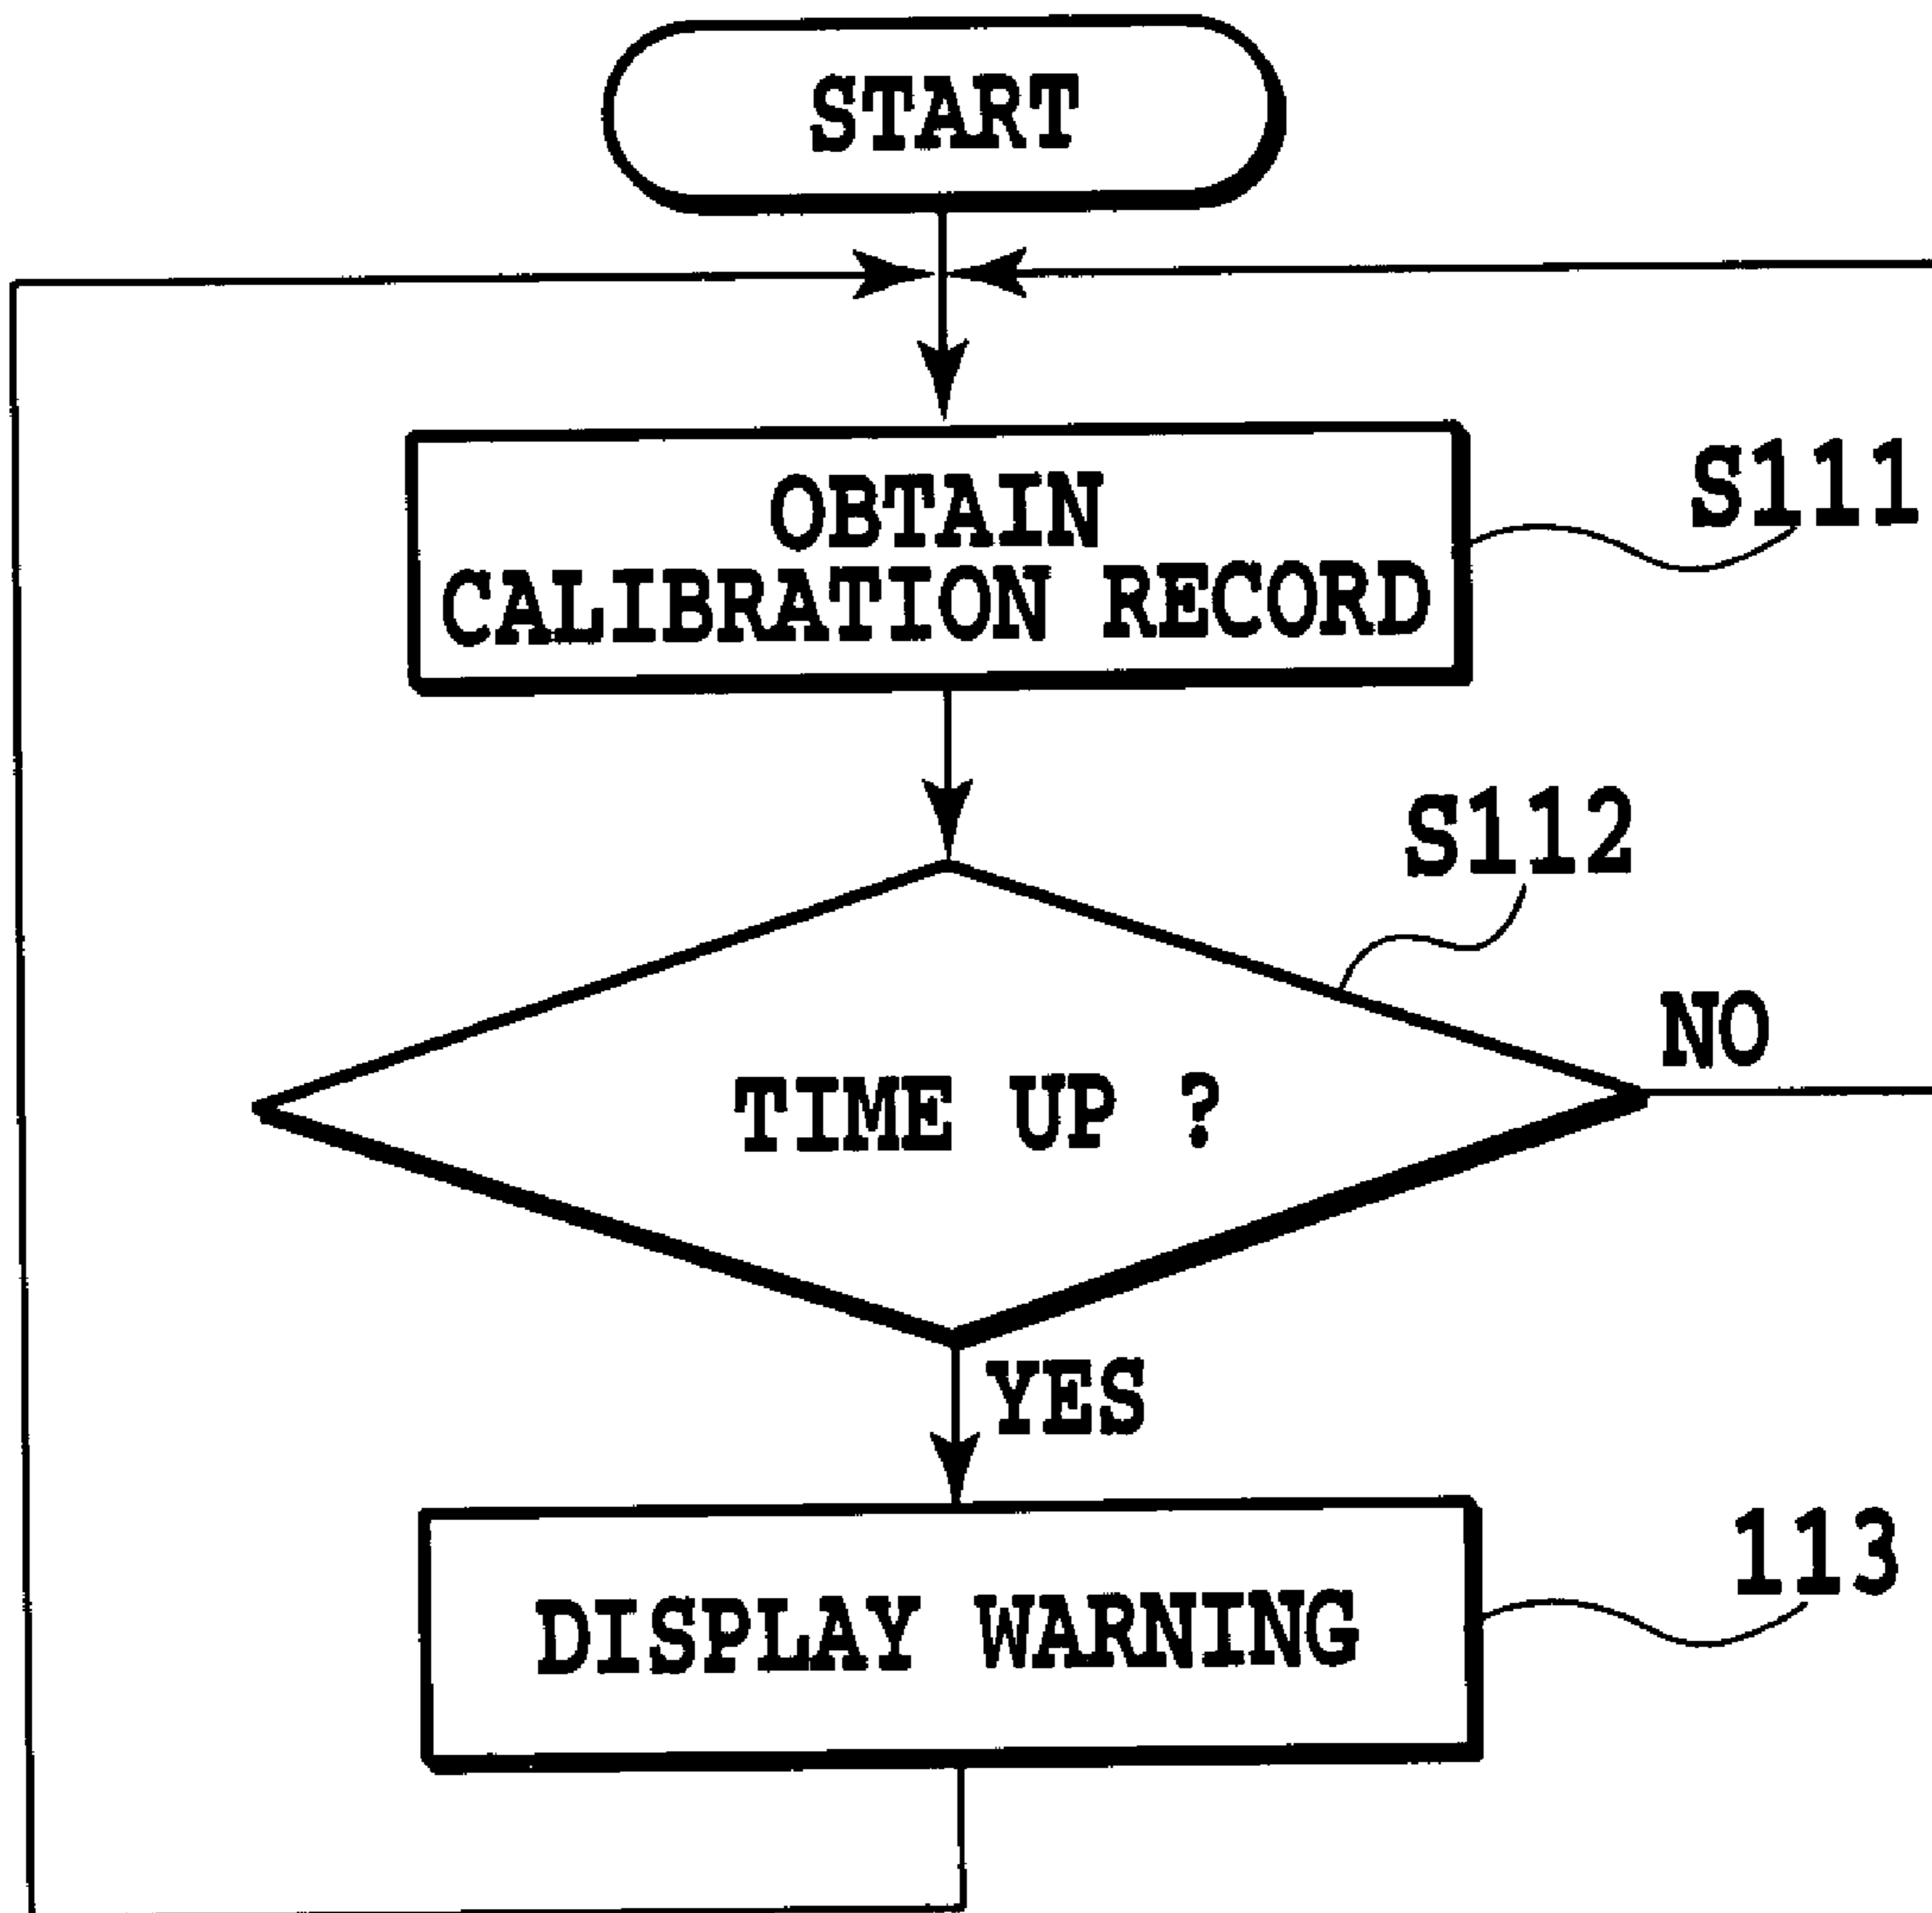 START
OBTAIN
CALIBRATION RECORD
S111
S112
NO
TIME UP ?
YES
113
DISPLAY WARNING